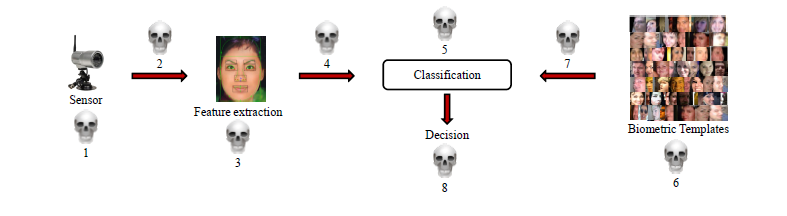 2
4
5
7
Classification
Sensor
Feature extraction
Decision
Biometric Templates
1
3
8
6